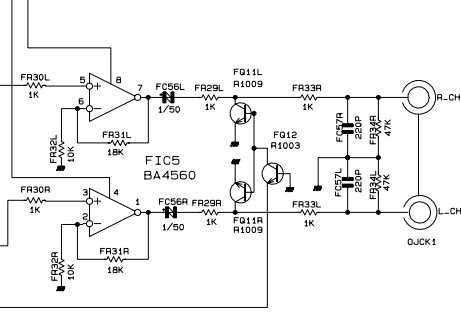 FR30L
1K
5
6
8
7
FR32L
10K
FR31L
18K
FC56L
1/50
FR29L
1K
FQ11L
R1009
FR33R
1K
FQ12
R1003
FC57R
220P
FR34R
47K
R_CH
FIC5
BA4560
FR30R
1K
3
2
4
1
FR32R
10K
FR31R
18K
FC56R
1/50
FR29R
1K
FQ11R
R1009
FR33L
1K
FC57L
220P
FR34L
47K
L_CH
OJCK1